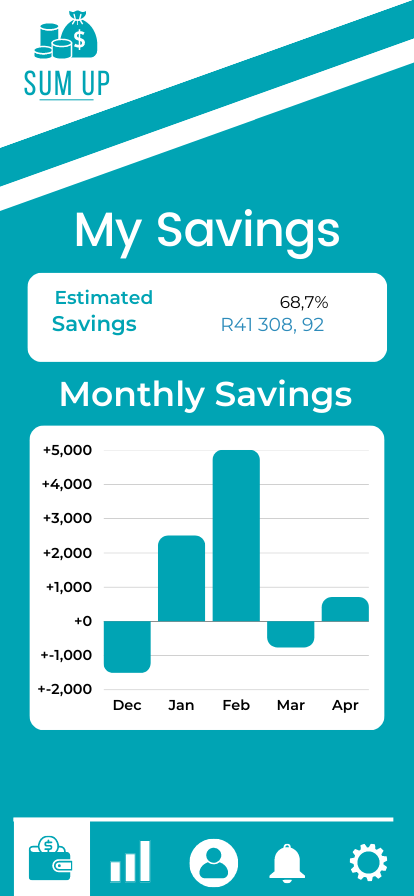 $
SUM UP
My Savings
Estimated 68,7%
Savings R41 308, 92
Monthly Savings
+5,000
+4,000
+3,000
+2,000
+1,000
+0
+-1,000
+-2,000
Dec Jan Feb Mar Apr
$